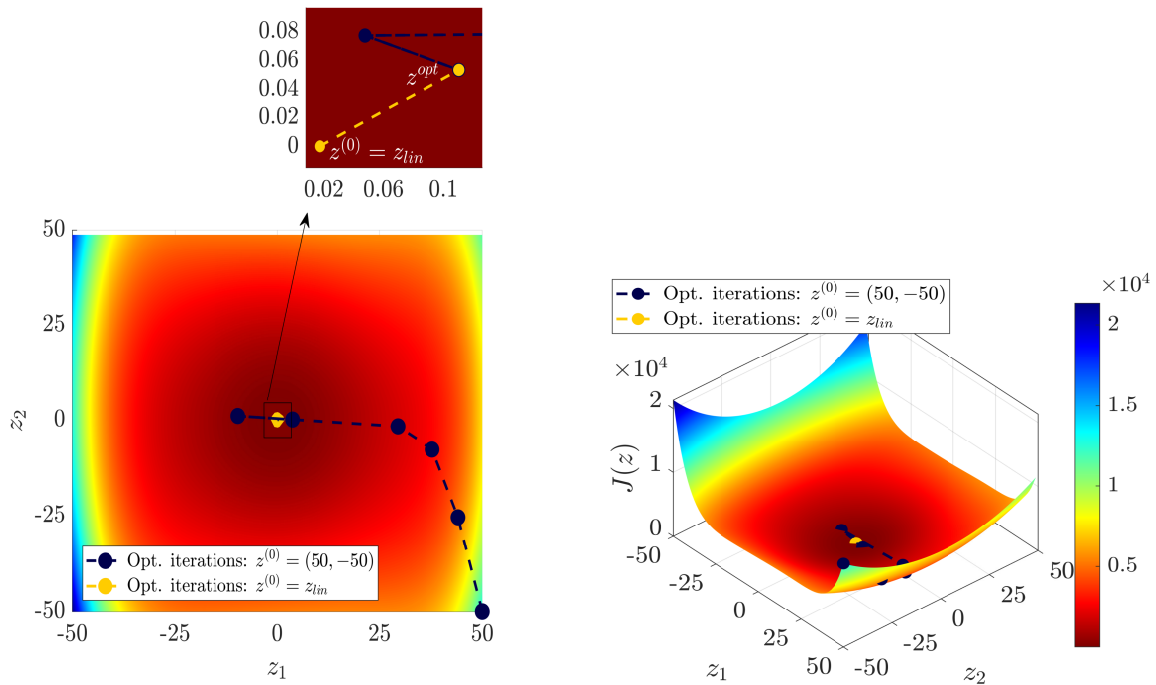 0.08
0.06
0.04
0.02
0
z^{opt}
z^{(0)} = z_{lin}
0.02 0.06 0.1
50
25
0
-25
-50
z_2
Opt. iterations: z^{(0)} = (50, −50)
Opt. iterations: z^{(0)} = z_{lin}
-50 -25 0 25 50
z_1
Opt. iterations: z^{(0)} = (50, −50)
Opt. iterations: z^{(0)} = z_{lin}
×10^4
2
1
0
J(z)
-50
-25
0
25
50
z_1
-50
-25
0
25
50
z_2
×10^4
2
1.5
1
0.5